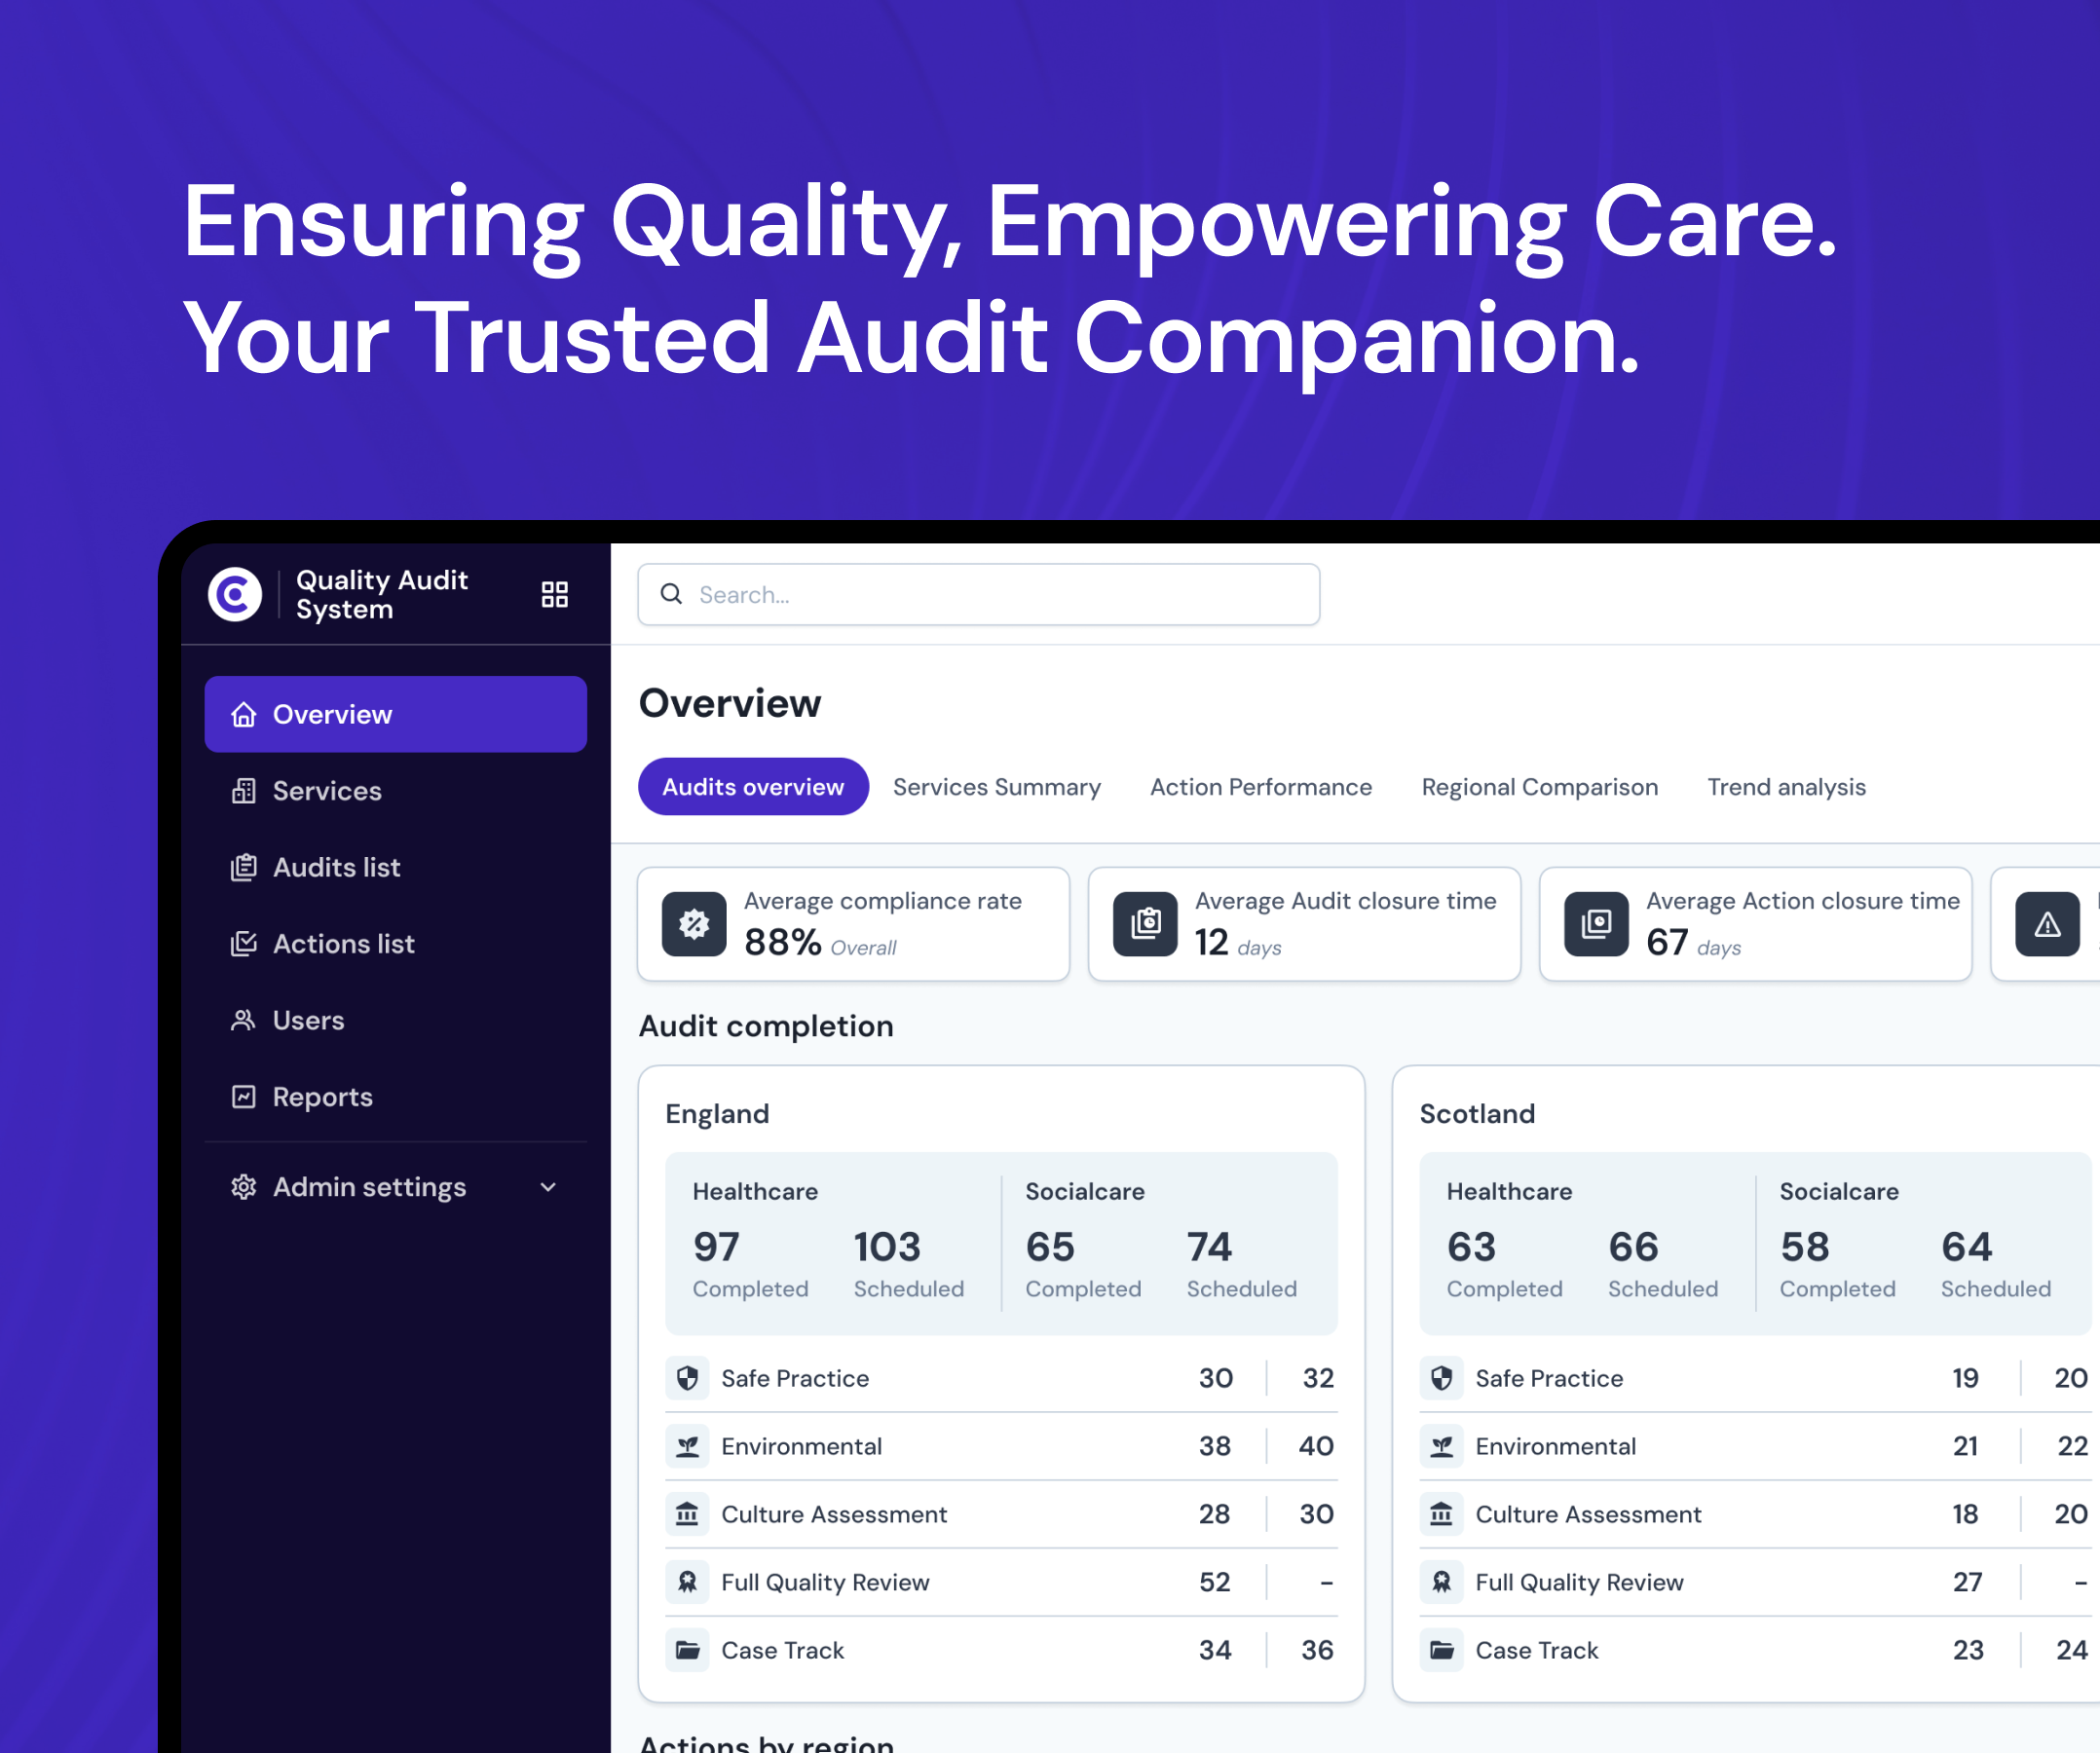 Ensuring Quality, Empowering Care.
Your Trusted Audit Companion.
Quality Audit
System
Search...
Overview
Services
Audits list
Actions list
Users
Reports
Admin settings
Overview
Audits overview Services Summary Action Performance Regional Comparison Trend analysis
Average compliance rate
88% Overall
Average Audit closure time
12 days
Average Action closure time
67 days
Audit completion
England
Healthcare Socialcare
97 103 65 74
Completed Scheduled Completed Scheduled
Safe Practice 30 32
Environmental 38 40
Culture Assessment 28 30
Full Quality Review 52 -
Case Track 34 36
Scotland
Healthcare Socialcare
63 66 58 64
Completed Scheduled Completed Scheduled
Safe Practice 19 20
Environmental 21 22
Culture Assessment 18 20
Full Quality Review 27 -
Case Track 23 24
Actions by region